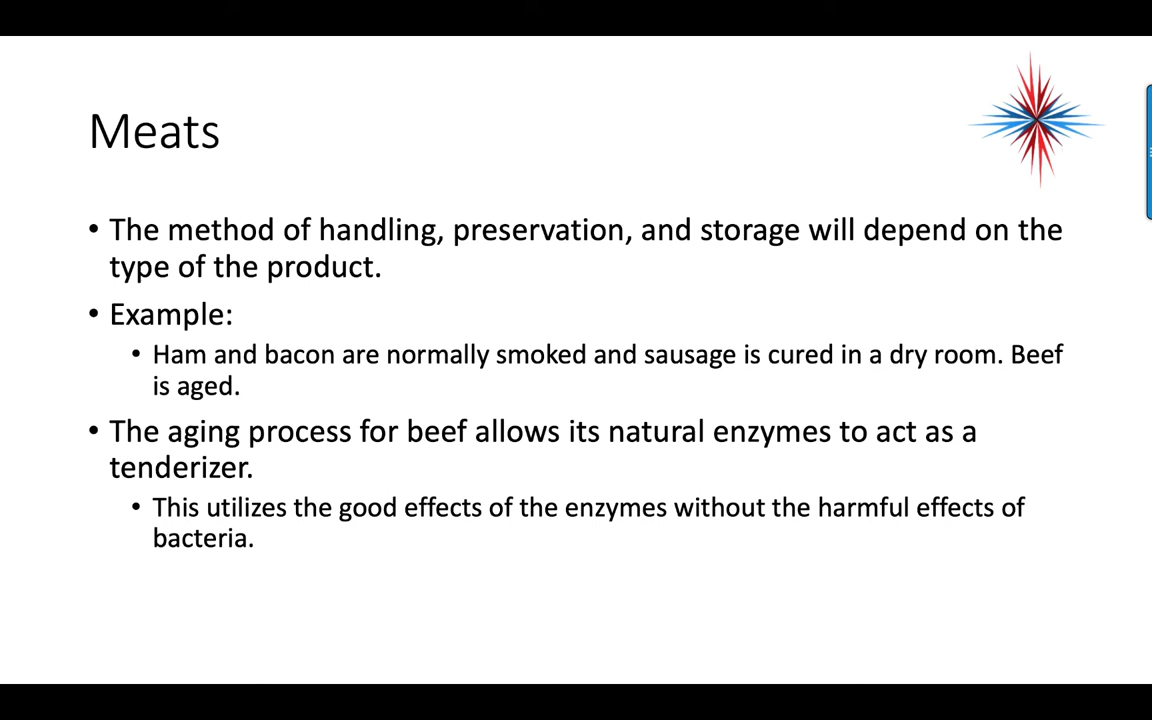 Meats
• The method of handling, preservation, and storage will depend on the
type of the product.
• Example:
• Ham and bacon are normally smoked and sausage is cured in a dry room. Beef
is aged.
• The aging process for beef allows its natural enzymes to act as a
tenderizer.
• This utilizes the good effects of the enzymes without the harmful effects of
bacteria.